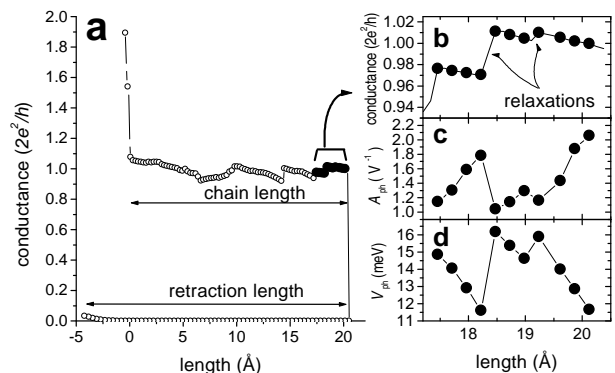 a
conductance (2e²/h)
2.0
1.8
1.6
1.4
1.2
1.0
0.8
0.6
0.4
0.2
0.0
chain length
retraction length
-5 0 5 10 15 20
length (Å)
b
conductance (2e²/h)
1.02
1.00
0.98
0.96
0.94
relaxations
c
A_ph (V⁻¹)
2.2
2.0
1.8
1.6
1.4
1.2
1.0
d
V_ph (meV)
16
15
14
13
12
11
18 19 20
length (Å)